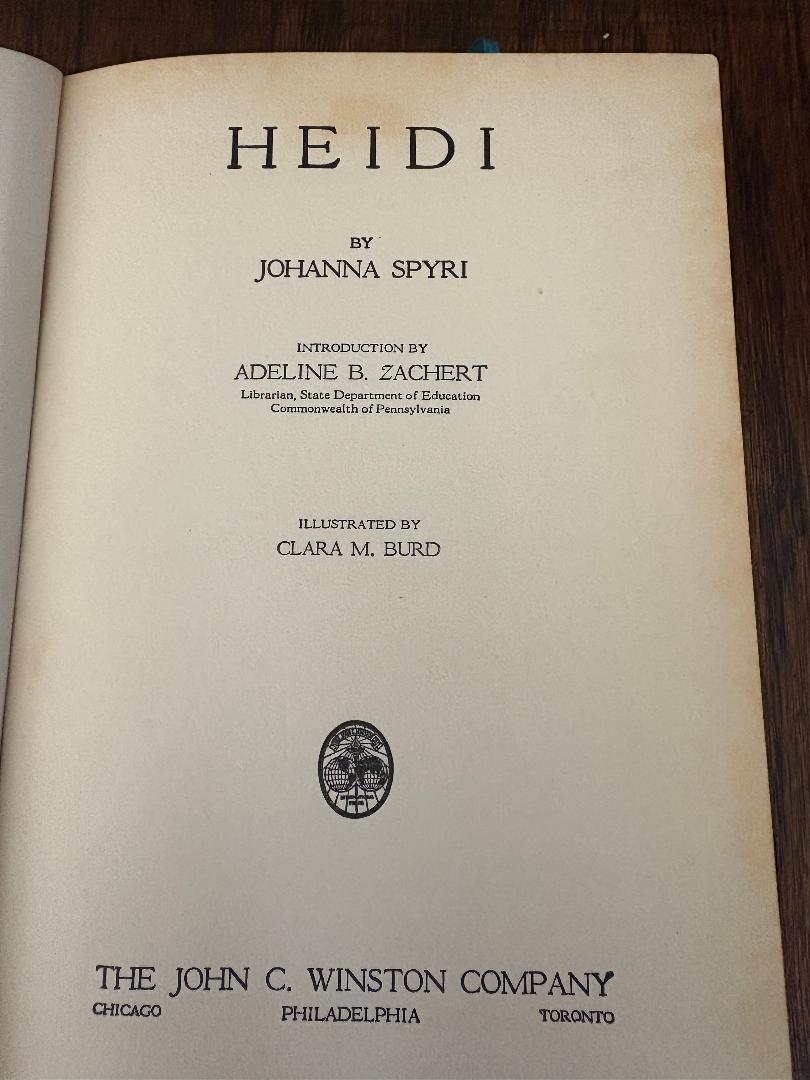 HEIDI
BY
JOHANNA SPYRI
INTRODUCTION BY
ADELINE B. ZACHERT
Librarian, State Department of Education
Commonwealth of Pennsylvania
ILLUSTRATED BY
CLARA M. BURD
THE JOHN C. WINSTON COMPANY
CHICAGO PHILADELPHIA TORONTO